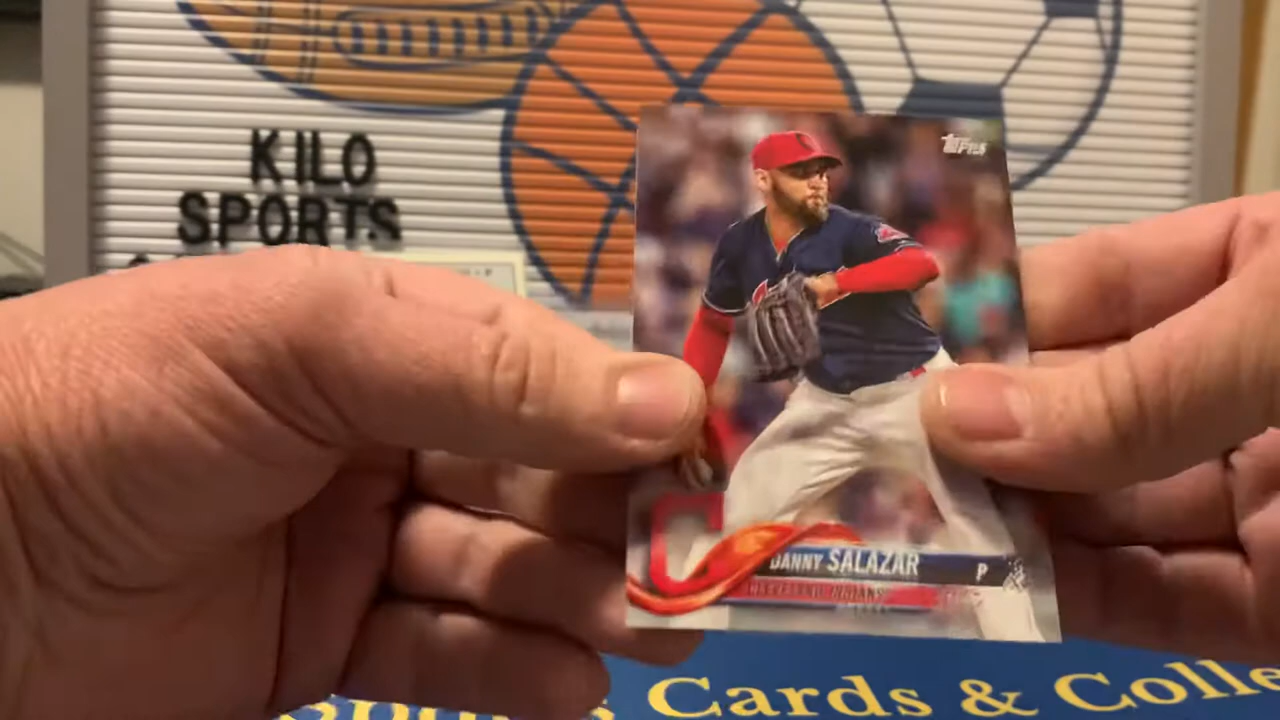 KILO
SPORTS
Topps
DANNY SALAZAR P
CLEVELAND INDIANS
Cards & Colle